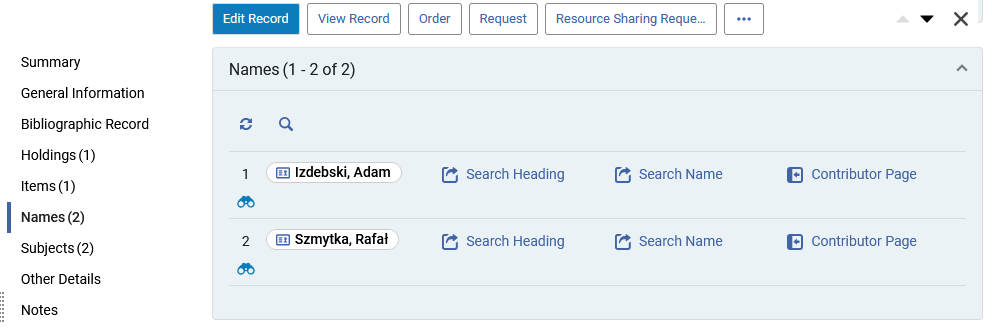 Edit Record View Record Order Request Resource Sharing Reque...
Summary
General Information
Bibliographic Record
Holdings (1)
Items (1)
Names (2)
Subjects (2)
Other Details
Notes
Names (1 - 2 of 2)
1 Izdebski, Adam Search Heading Search Name Contributor Page
2 Szmytka, Rafał Search Heading Search Name Contributor Page